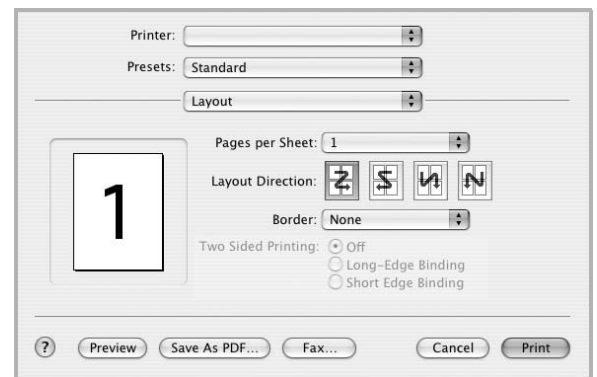 Printer:
Presets: Standard
Layout
Pages per Sheet: 1
1
Layout Direction:
Border: None
Two Sided Printing: Off
Long-Edge Binding
Short Edge Binding
? Preview Save As PDF... Fax... Cancel Print